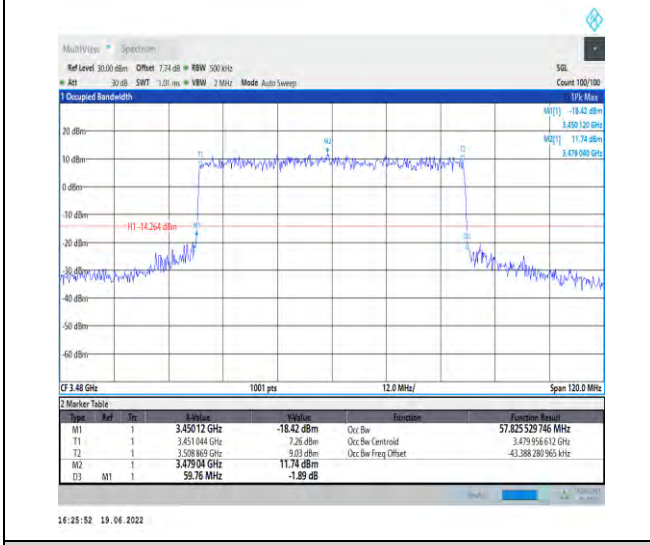 MultiView Spectrum
Ref Level 30.00 dBm Offset 7.74 dB RBW 500 kHz SGL
Att 30 dB SWT 1.01 ms VBW 2 MHz Mode Auto Sweep Count 100/100
1 Occupied Bandwidth 1Pk Max
M1[1] -18.42 dBm
3.450 120 GHz
M2[1] 11.74 dBm
3.479 040 GHz
20 dBm
10 dBm
0 dBm
-10 dBm
H1 -14.264 dBm
-20 dBm
-30 dBm
-40 dBm
-50 dBm
-60 dBm
T1
M2
T2
M1
CF 3.48 GHz 1001 pts 12.0 MHz/ Span 120.0 MHz
2 Marker Table
Type Ref Trc X-Value Y-Value Function Function Result
M1 1 3.45012 GHz -18.42 dBm Occ Bw 57.825 529 746 MHz
T1 1 3.451 044 GHz 7.26 dBm Occ Bw Centroid 3.479 956 612 GHz
T2 1 3.508 869 GHz 9.03 dBm Occ Bw Freq Offset -43.388 280 965 kHz
M2 1 3.47904 GHz 11.74 dBm
D3 M1 1 59.76 MHz -1.89 dB
16:25:52 19.06.2022